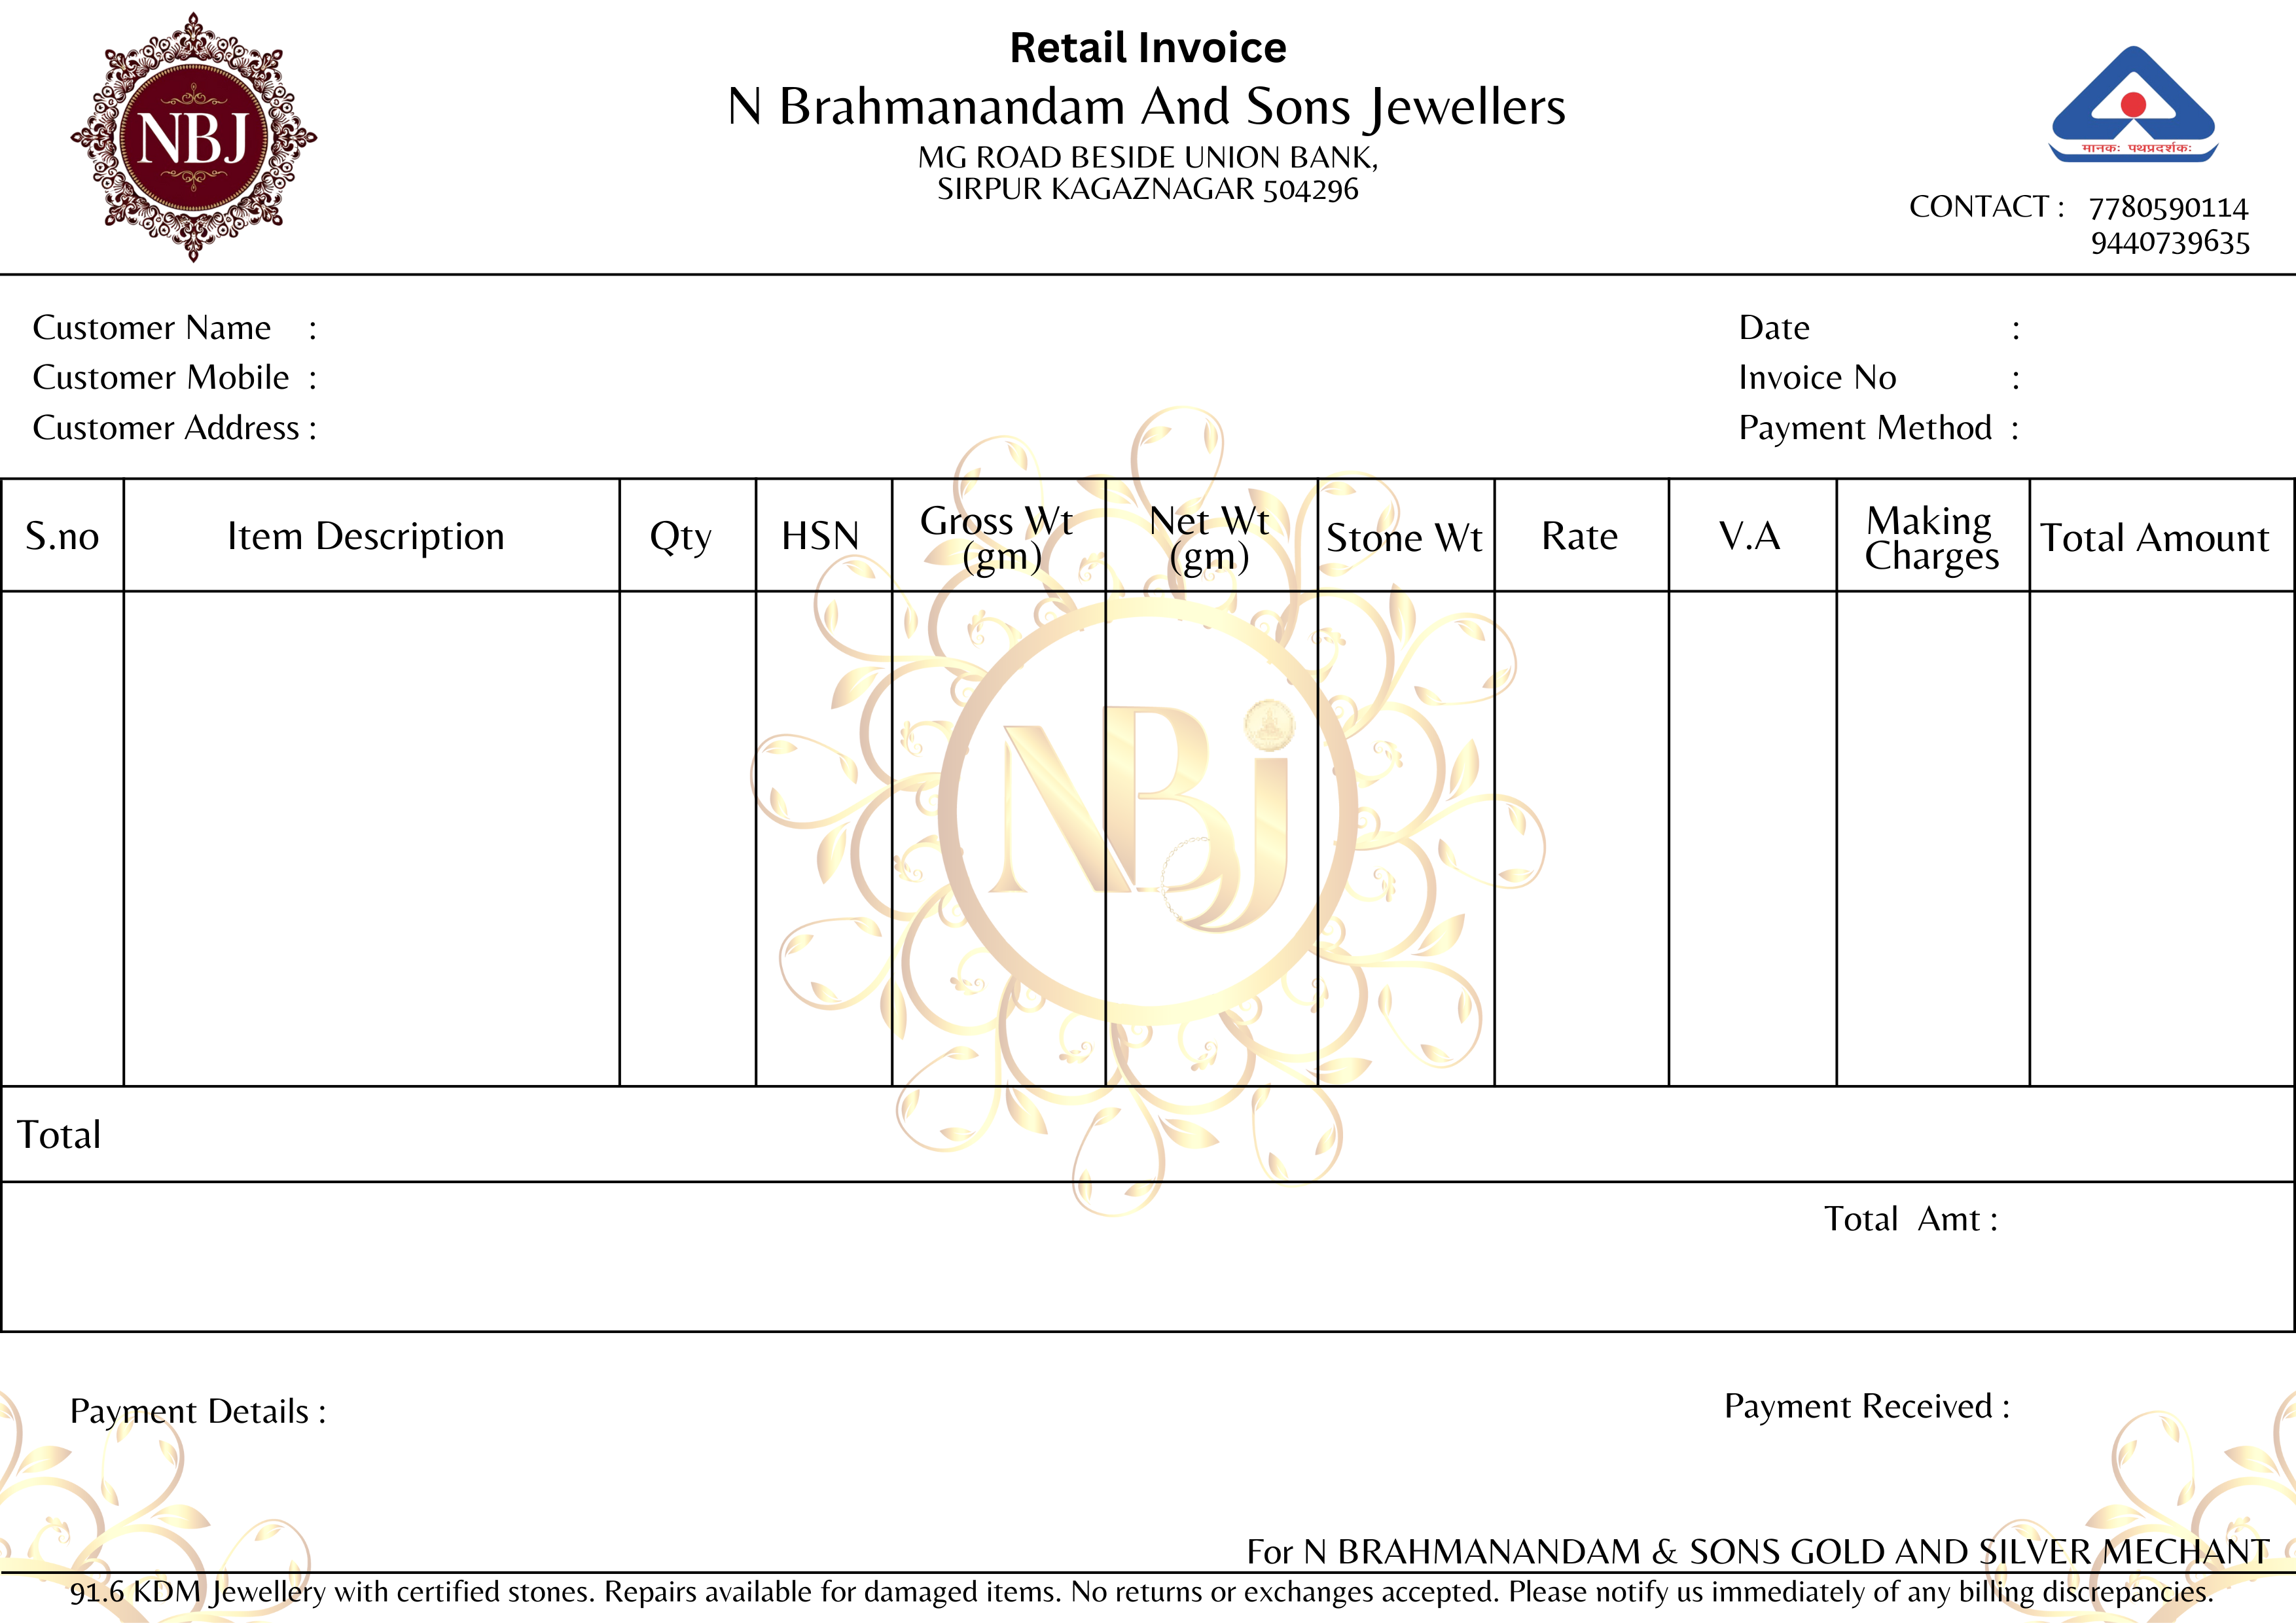 NBJ
Retail Invoice
N Brahmanandam And Sons Jewellers
MG ROAD BESIDE UNION BANK,
SIRPUR KAGAZNAGAR 504296
मानकः पथप्रदर्शकः
CONTACT : 7780590114
9440739635
Customer Name :
Customer Mobile :
Customer Address :
Date :
Invoice No :
Payment Method :
S.no Item Description Qty HSN Gross Wt (gm) Net Wt (gm) Stone Wt Rate V.A Making Charges Total Amount
NBJ
Total
Total Amt :
Payment Details :
Payment Received :
For N BRAHMANANDAM & SONS GOLD AND SILVER MECHANT
91.6 KDM Jewellery with certified stones. Repairs available for damaged items. No returns or exchanges accepted. Please notify us immediately of any billing discrepancies.